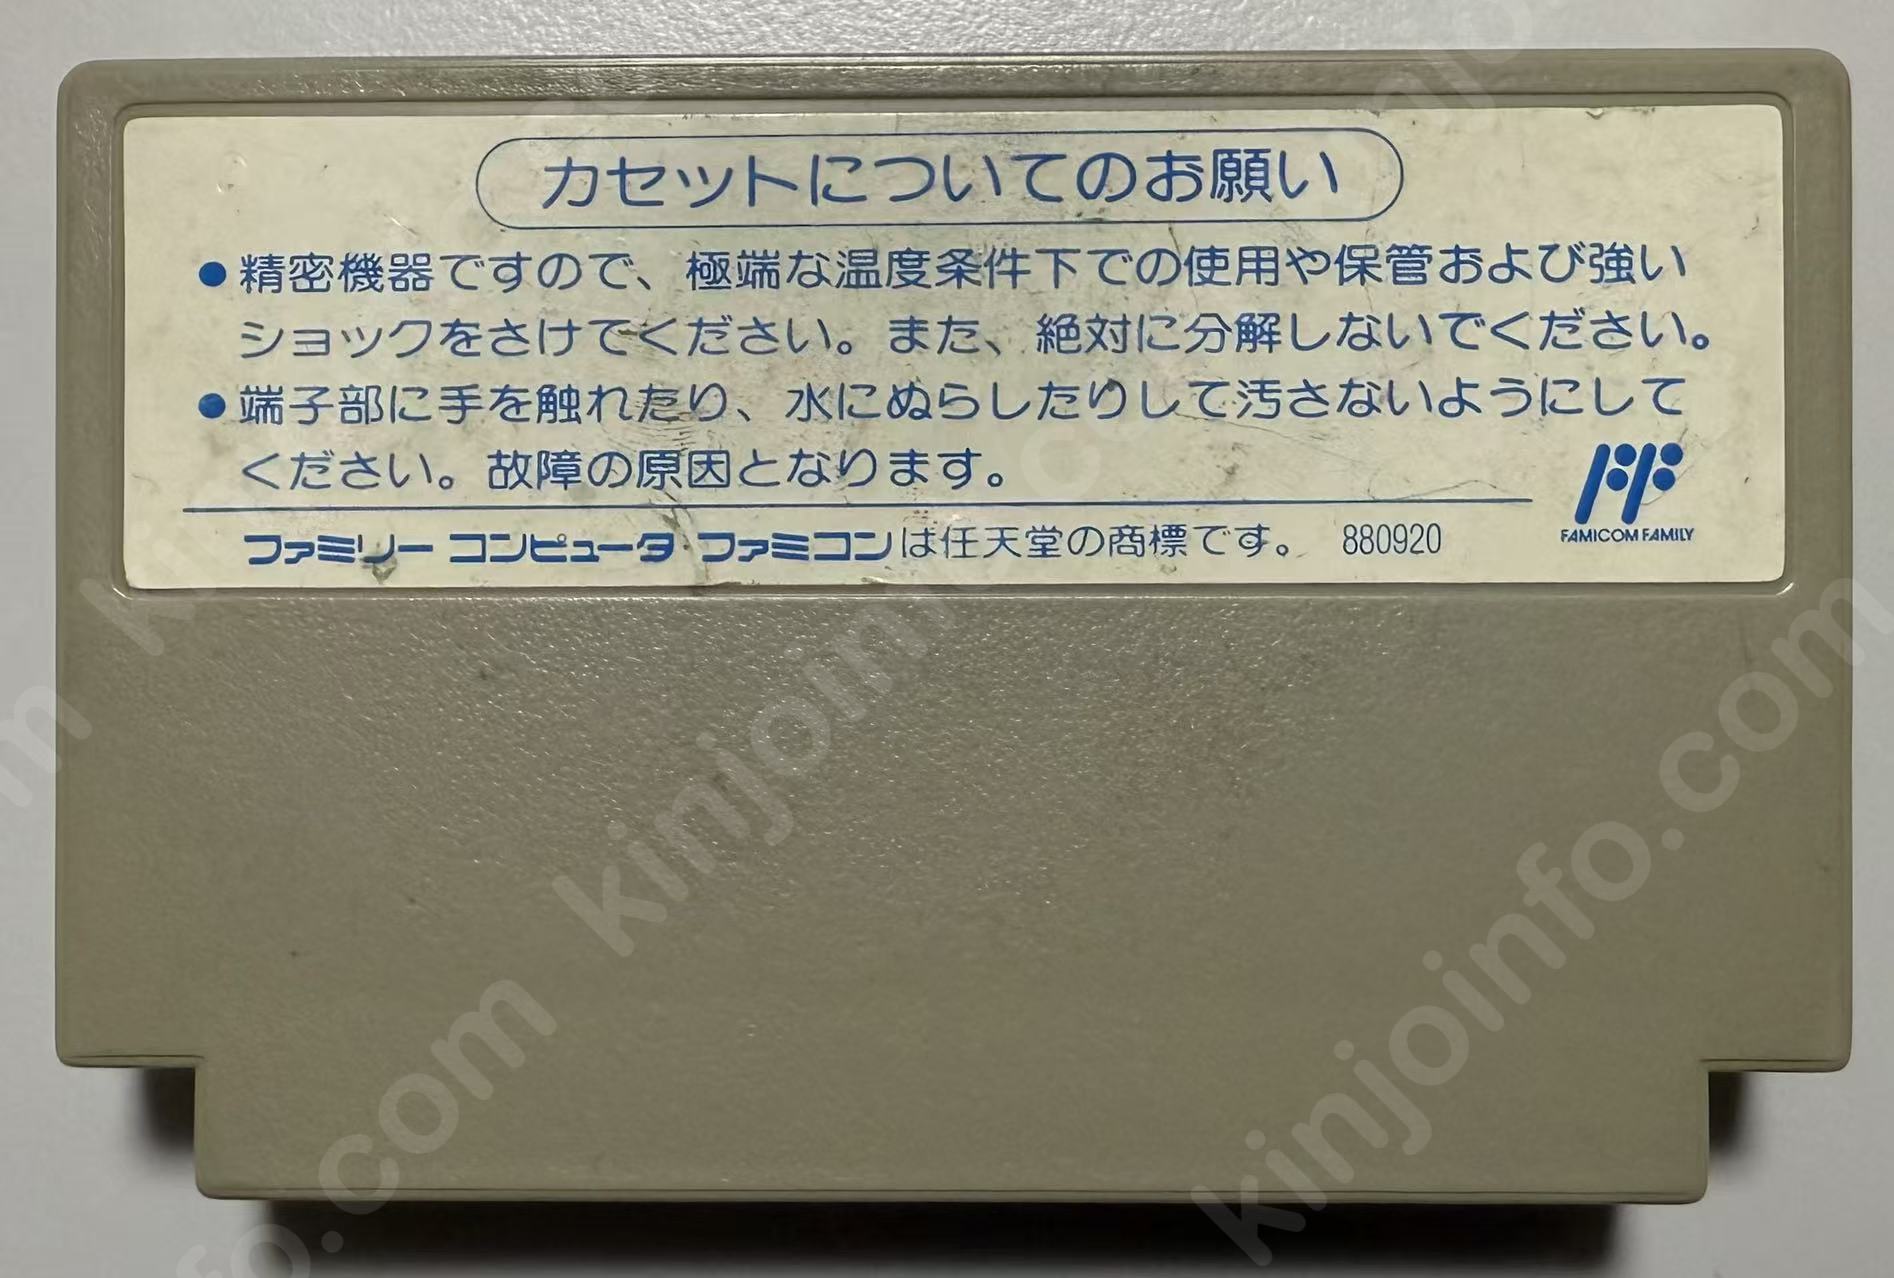 カセットについてのお願い
●精密機器ですので、極端な温度条件下での使用や保管および強い
ショックをさけてください。また、絶対に分解しないでください。
●端子部に手を触れたり、水にぬらしたりして汚さないようにして
ください。故障の原因となります。
ファミリーコンピュータ・ファミコンは任天堂の商標です。 880920
FAMICOM FAMILY
kinjoinfo.com
kinjoinfo.com
kinjoinfo.com